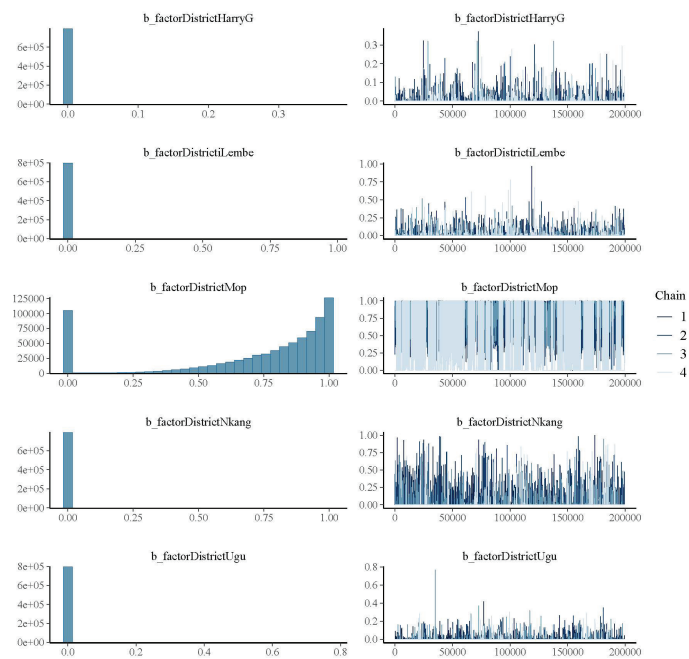 b_factorDistrictHarryG
6e+05
4e+05
2e+05
0e+00
0.0 0.1 0.2 0.3
b_factorDistrictHarryG
0.3
0.2
0.1
0.0
0 50000 100000 150000 200000
b_factorDistrictiLembe
8e+05
6e+05
4e+05
2e+05
0e+00
0.00 0.25 0.50 0.75 1.00
b_factorDistrictiLembe
1.00
0.75
0.50
0.25
0.00
0 50000 100000 150000 200000
b_factorDistrictMop
125000
100000
75000
50000
25000
0
0.00 0.25 0.50 0.75 1.00
b_factorDistrictMop
1.00
0.75
0.50
0.25
0.00
0 50000 100000 150000 200000
Chain
1
2
3
4
b_factorDistrictNkang
6e+05
4e+05
2e+05
0e+00
0.00 0.25 0.50 0.75 1.00
b_factorDistrictNkang
1.00
0.75
0.50
0.25
0.00
0 50000 100000 150000 200000
b_factorDistrictUgu
8e+05
6e+05
4e+05
2e+05
0e+00
0.0 0.2 0.4 0.6 0.8
b_factorDistrictUgu
0.8
0.6
0.4
0.2
0.0
0 50000 100000 150000 200000